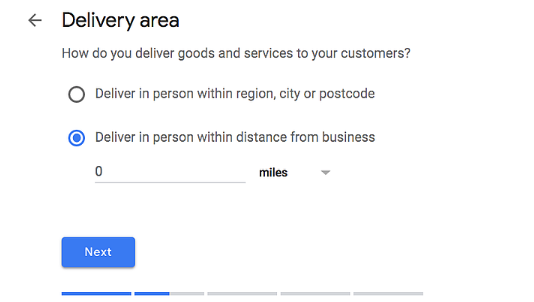 Delivery area
How do you deliver goods and services to your customers?
Deliver in person within region, city or postcode
Deliver in person within distance from business
0 miles
Next